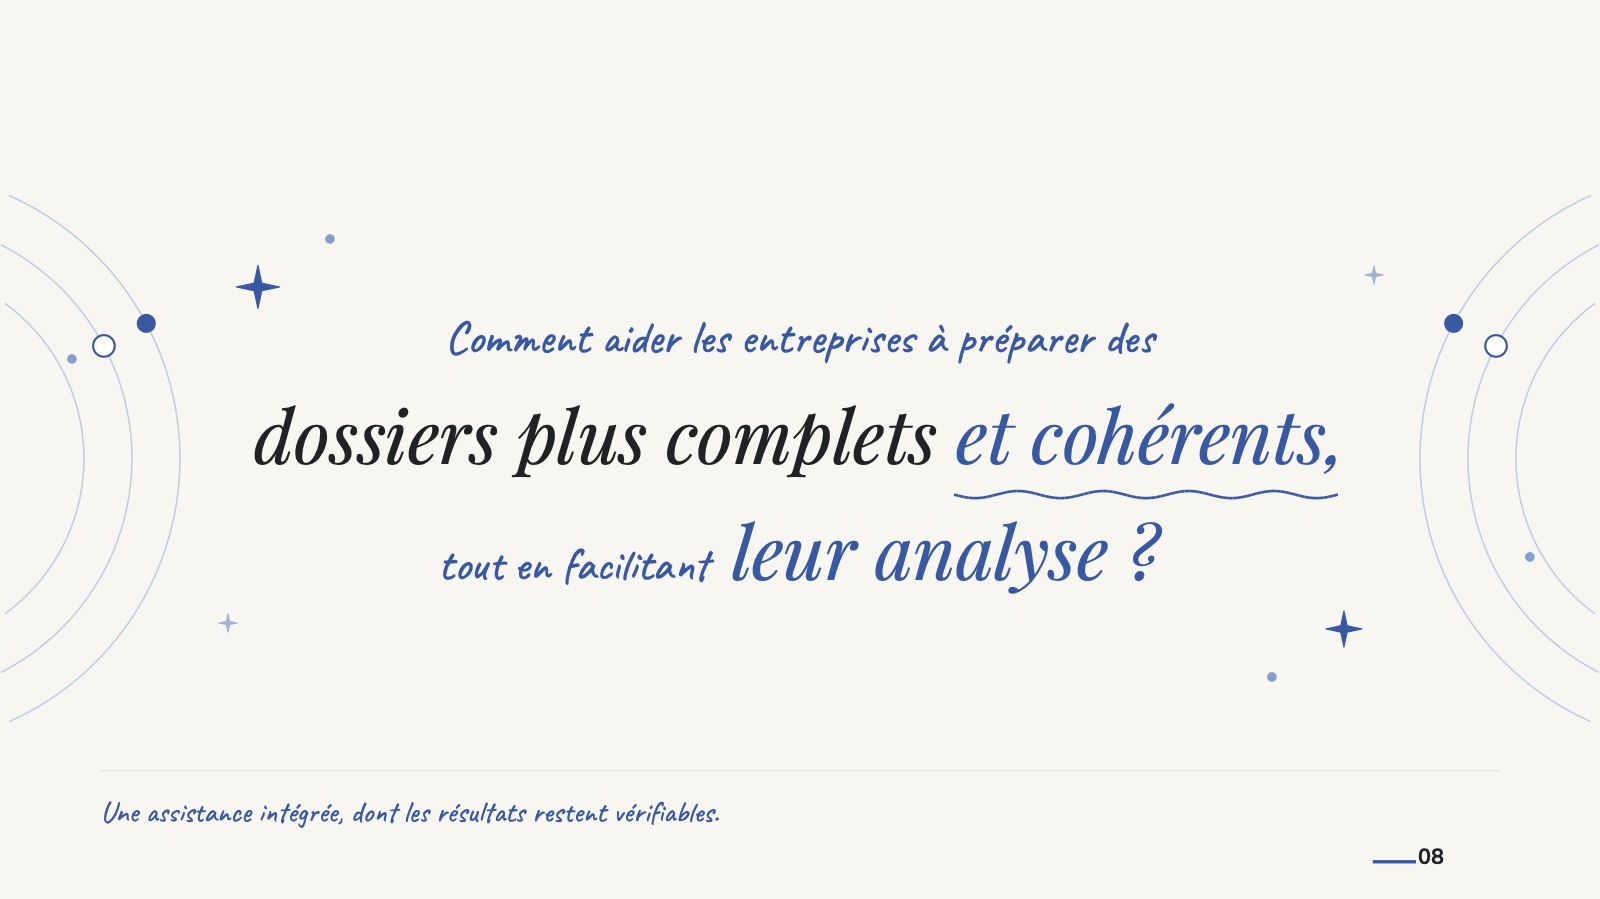 Comment aider les entreprises à préparer des
dossiers plus complets et cohérents,
tout en facilitant leur analyse ?
Une assistance intégrée, dont les résultats restent vérifiables.
08